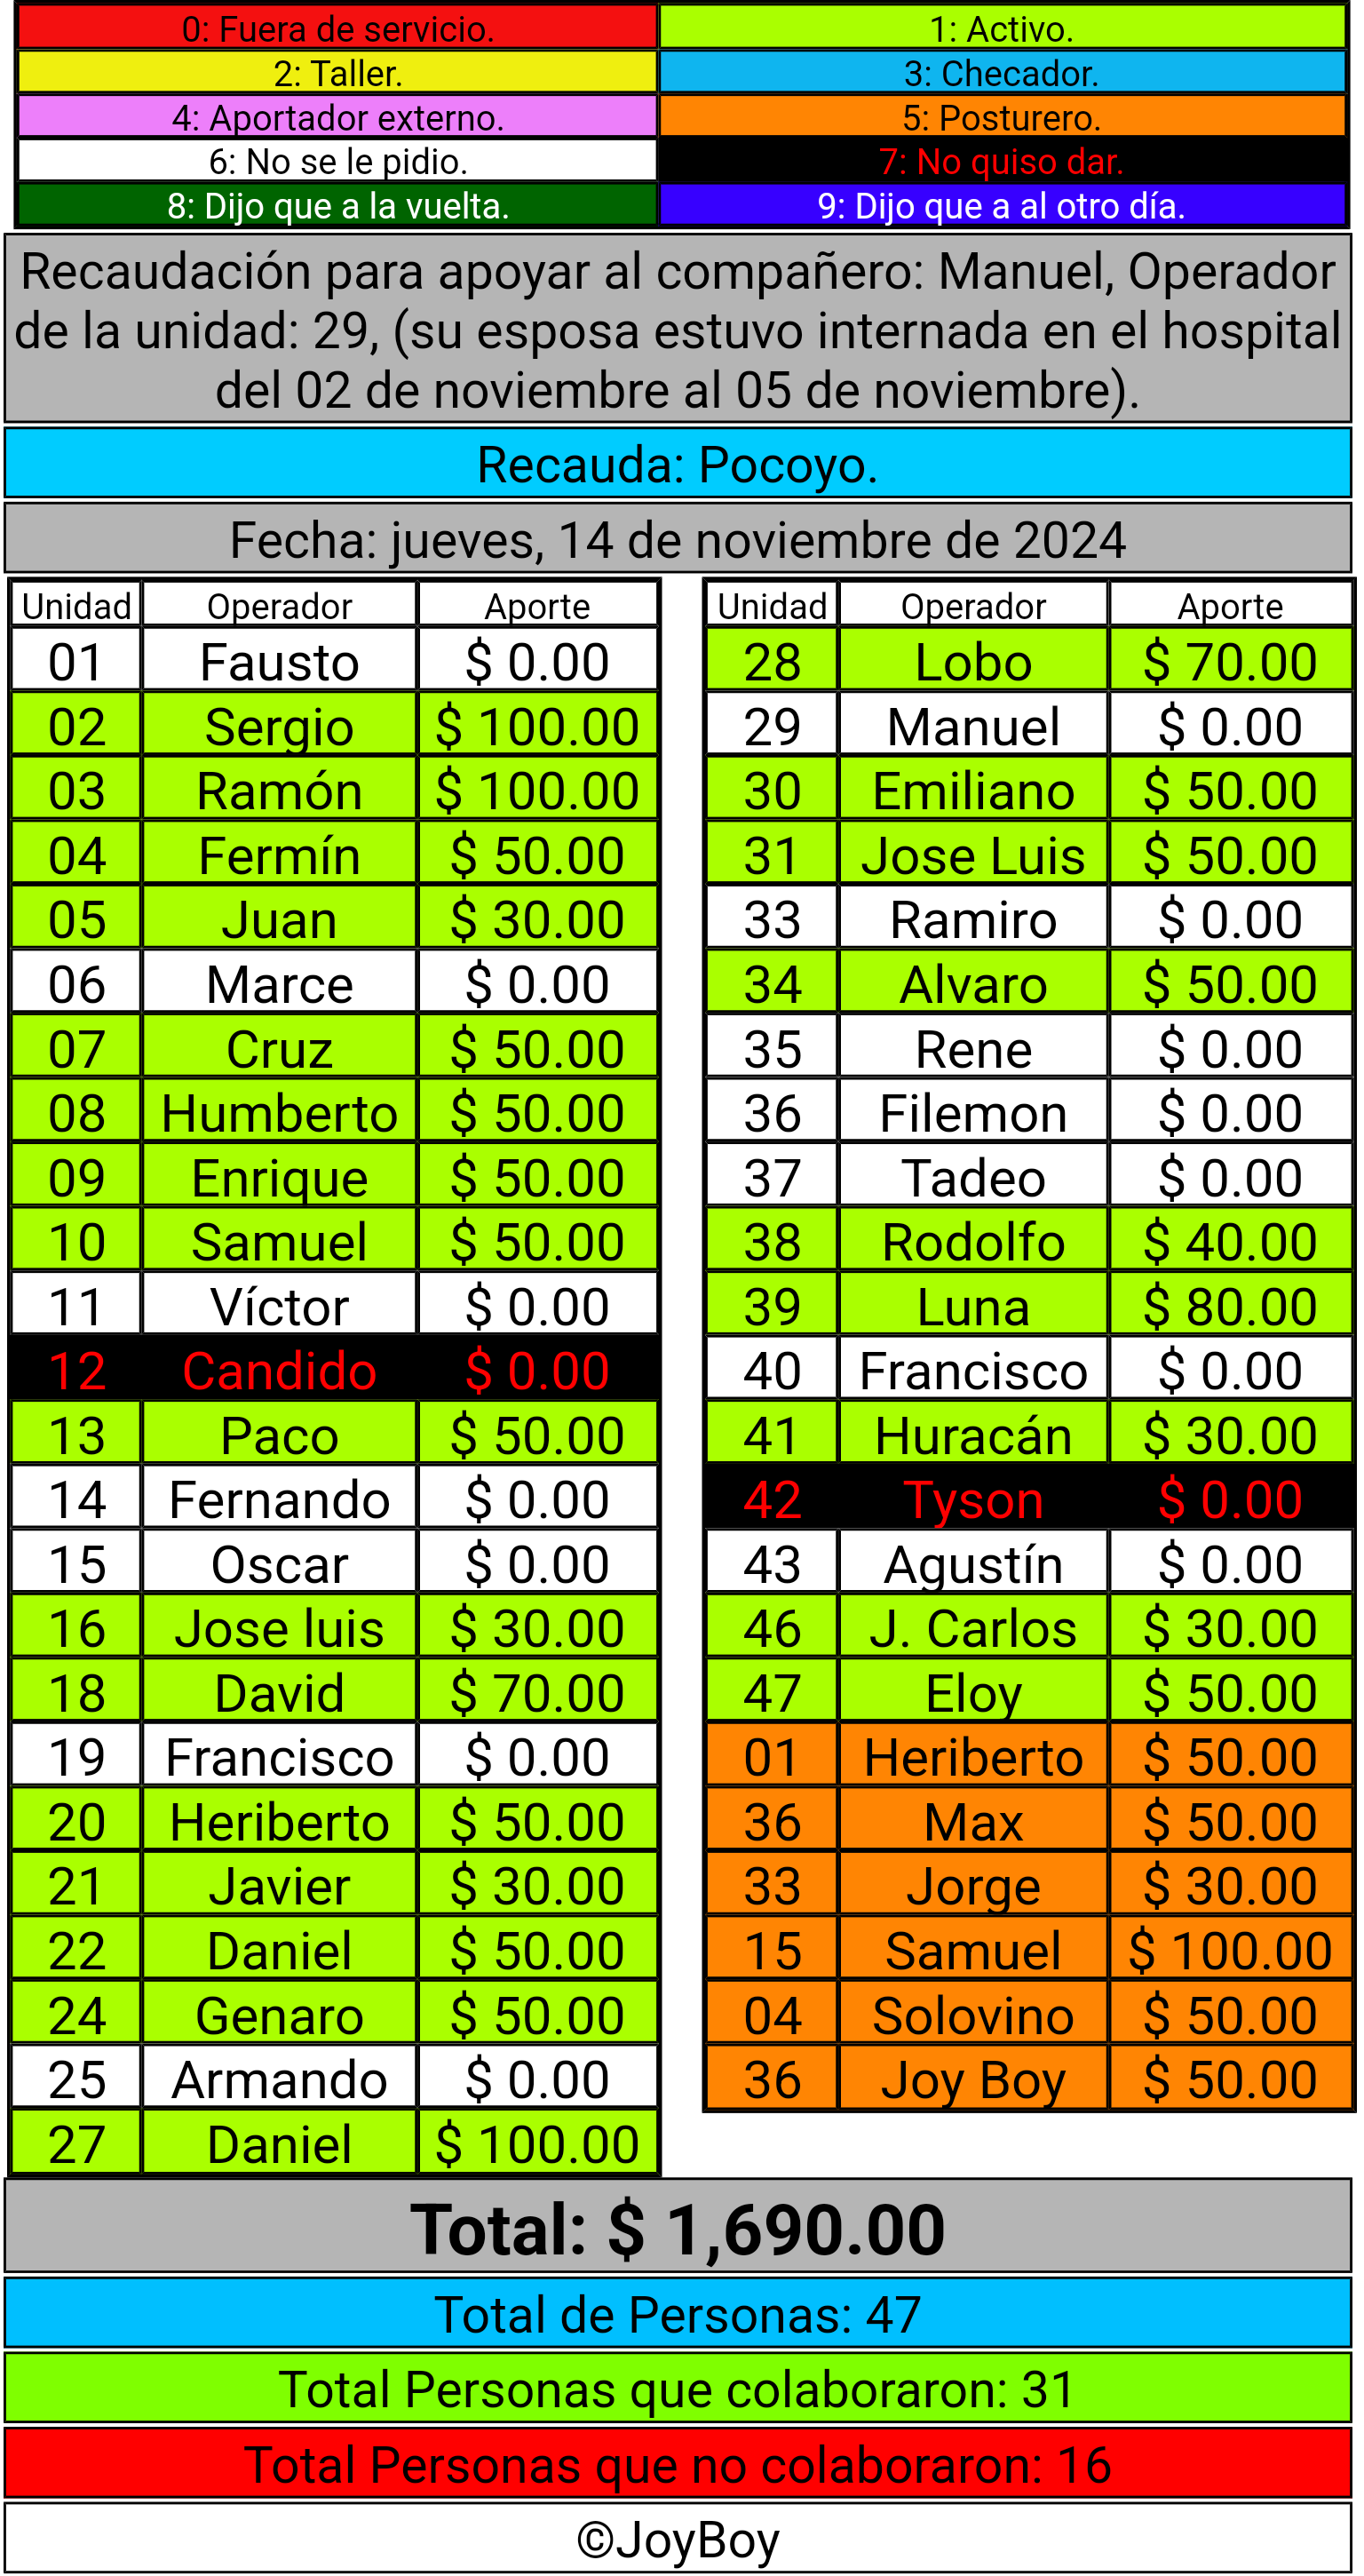 0: Fuera de servicio. 1: Activo.
2: Taller. 3: Checador.
4: Aportador externo. 5: Posturero.
6: No se le pidio. 7: No quiso dar.
8: Dijo que a la vuelta. 9: Dijo que a al otro día.
Recaudación para apoyar al compañero: Manuel, Operador
de la unidad: 29, (su esposa estuvo internada en el hospital
del 02 de noviembre al 05 de noviembre).
Recauda: Pocoyo.
Fecha: jueves, 14 de noviembre de 2024
Unidad Operador Aporte
01 Fausto $ 0.00
02 Sergio $ 100.00
03 Ramón $ 100.00
04 Fermín $ 50.00
05 Juan $ 30.00
06 Marce $ 0.00
07 Cruz $ 50.00
08 Humberto $ 50.00
09 Enrique $ 50.00
10 Samuel $ 50.00
11 Víctor $ 0.00
12 Candido $ 0.00
13 Paco $ 50.00
14 Fernando $ 0.00
15 Oscar $ 0.00
16 Jose luis $ 30.00
18 David $ 70.00
19 Francisco $ 0.00
20 Heriberto $ 50.00
21 Javier $ 30.00
22 Daniel $ 50.00
24 Genaro $ 50.00
25 Armando $ 0.00
27 Daniel $ 100.00
Unidad Operador Aporte
28 Lobo $ 70.00
29 Manuel $ 0.00
30 Emiliano $ 50.00
31 Jose Luis $ 50.00
33 Ramiro $ 0.00
34 Alvaro $ 50.00
35 Rene $ 0.00
36 Filemon $ 0.00
37 Tadeo $ 0.00
38 Rodolfo $ 40.00
39 Luna $ 80.00
40 Francisco $ 0.00
41 Huracán $ 30.00
42 Tyson $ 0.00
43 Agustín $ 0.00
46 J. Carlos $ 30.00
47 Eloy $ 50.00
01 Heriberto $ 50.00
36 Max $ 50.00
33 Jorge $ 30.00
15 Samuel $ 100.00
04 Solovino $ 50.00
36 Joy Boy $ 50.00
Total: $ 1,690.00
Total de Personas: 47
Total Personas que colaboraron: 31
Total Personas que no colaboraron: 16
©JoyBoy